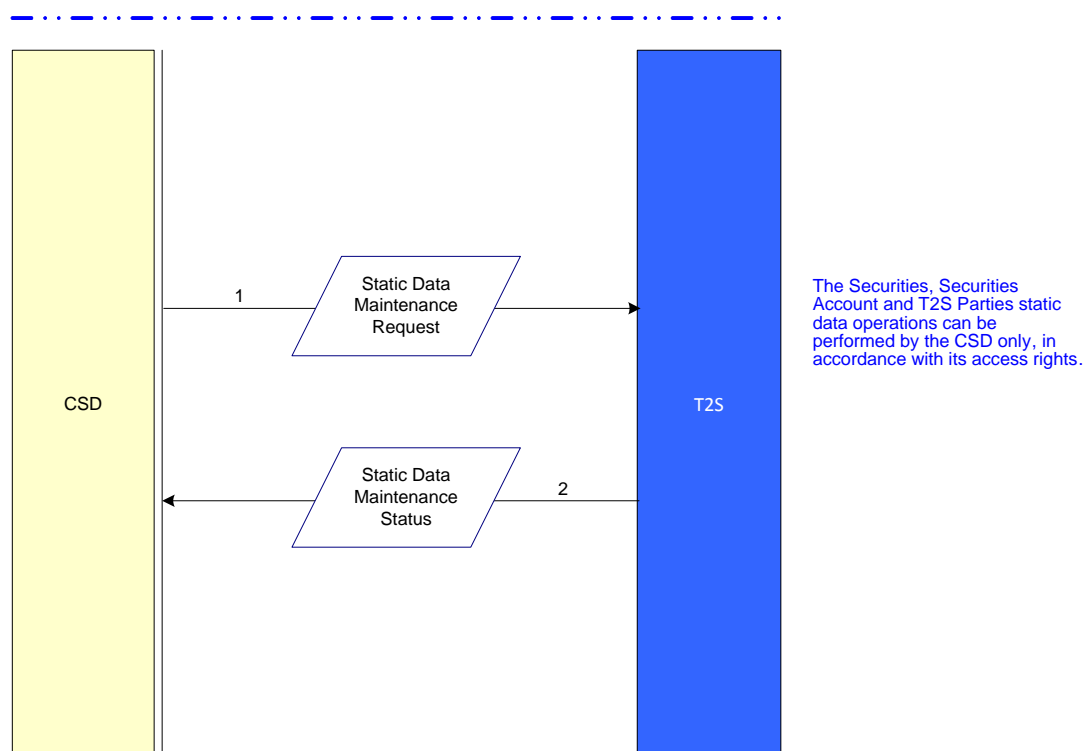 1
Static Data
Maintenance
Request
The Securities, Securities
Account and T2S Parties static
data operations can be
performed by the CSD only, in
accordance with its access rights.
CSD
T2S
Static Data
Maintenance
Status
2